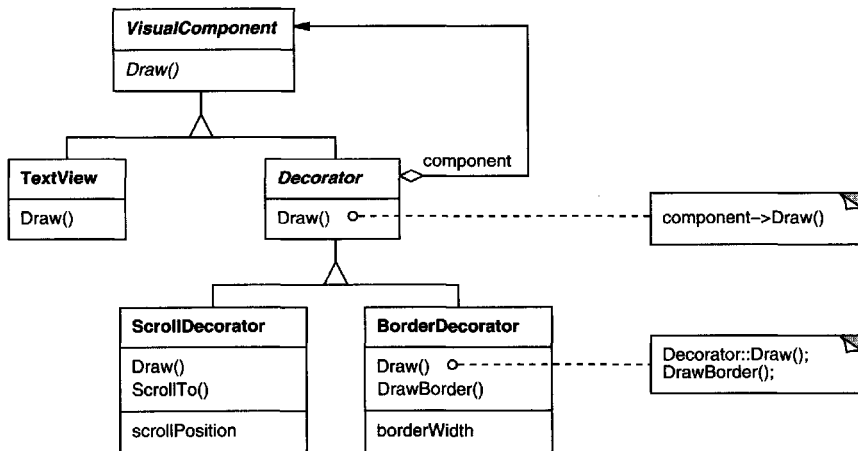 VisualComponent
Draw()
component
TextView
Draw()
Decorator
Draw()
component–>Draw()
ScrollDecorator
Draw()
ScrollTo()
scrollPosition
BorderDecorator
Draw()
DrawBorder()
borderWidth
Decorator::Draw();
DrawBorder();